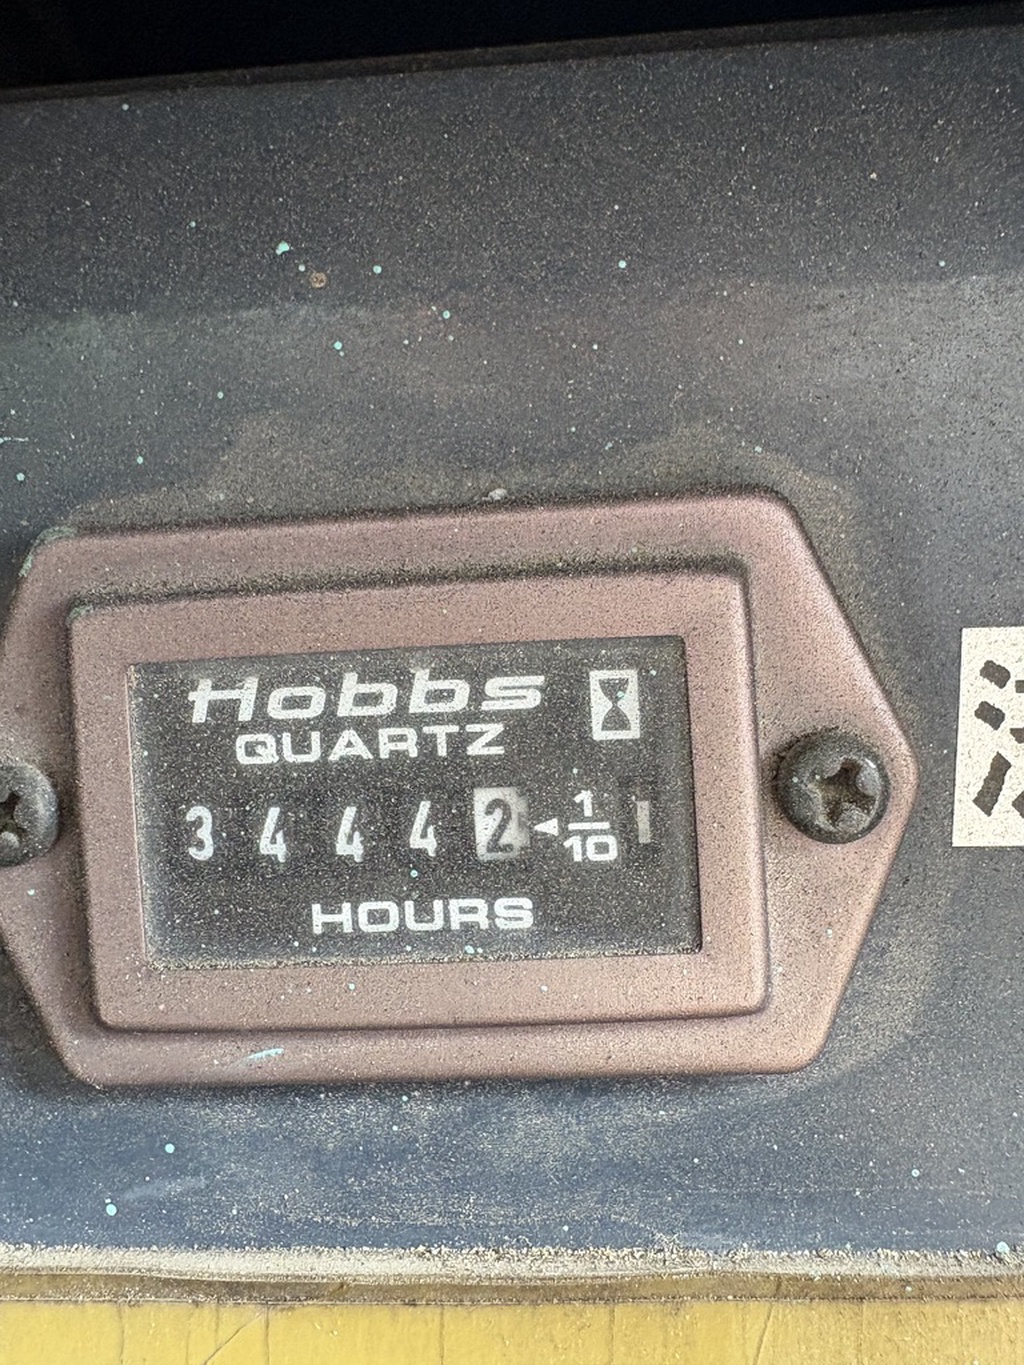 Hobbs
QUARTZ
3 4 4 4 2 ◄ 1/10
HOURS